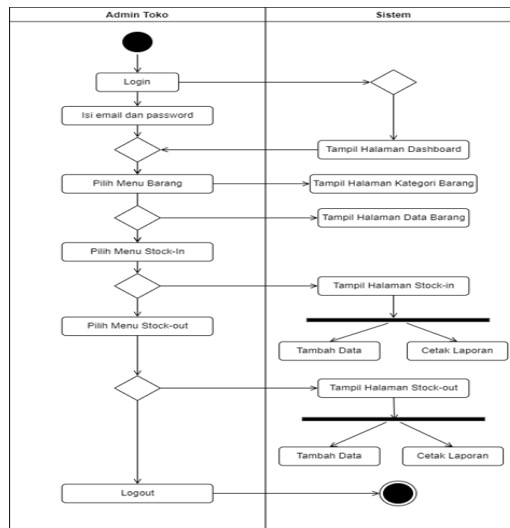 Admin Toko
Sistem
Login
Isi email dan password
Tampil Halaman Dashboard
Pilih Menu Barang
Tampil Halaman Kategori Barang
Tampil Halaman Data Barang
Pilih Menu Stock-In
Tampil Halaman Stock-in
Pilih Menu Stock-out
Tambah Data
Cetak Laporan
Tampil Halaman Stock-out
Tambah Data
Cetak Laporan
Logout